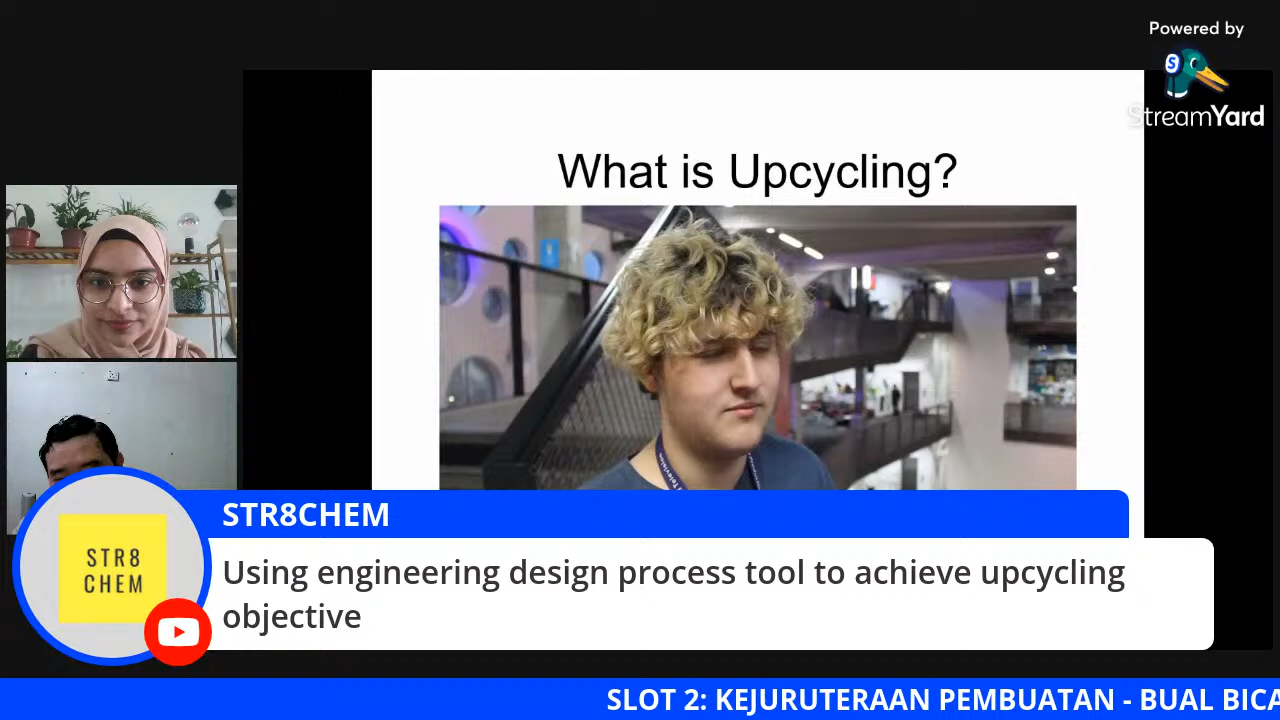 Powered by
StreamYard
What is Upcycling?
STR8CHEM
STR8
CHEM
Using engineering design process tool to achieve upcycling
objective
SLOT 2: KEJURUTERAAN PEMBUATAN - BUAL BICA